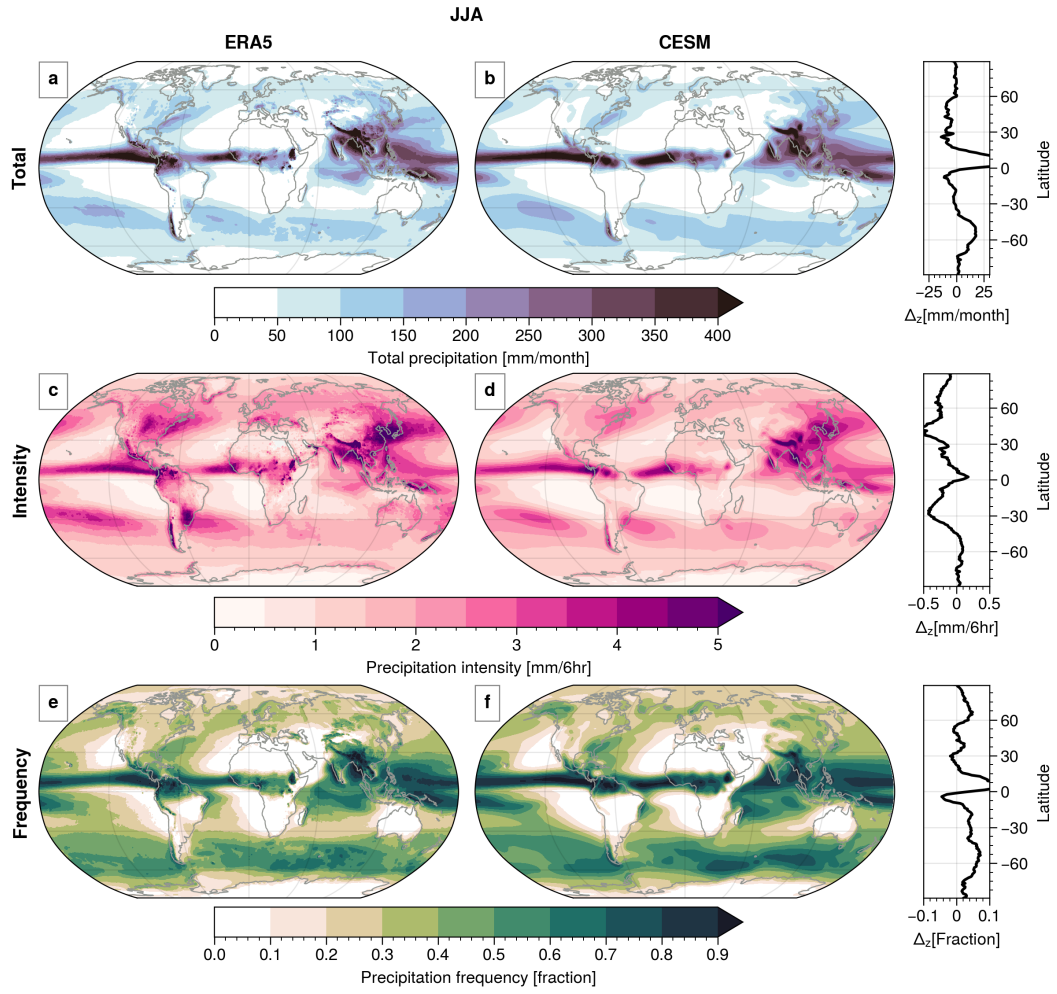 JJA
ERA5 CESM
Total
a b
60
30
0
−30
−60
Latitude
−25 0 25
Δz[mm/month]
0 50 100 150 200 250 300 350 400
Total precipitation [mm/month]
Intensity
c d
60
30
0
−30
−60
Latitude
−0.5 0 0.5
Δz[mm/6hr]
0 1 2 3 4 5
Precipitation intensity [mm/6hr]
Frequency
e f
60
30
0
−30
−60
Latitude
−0.1 0 0.1
Δz[Fraction]
0.0 0.1 0.2 0.3 0.4 0.5 0.6 0.7 0.8 0.9
Precipitation frequency [fraction]